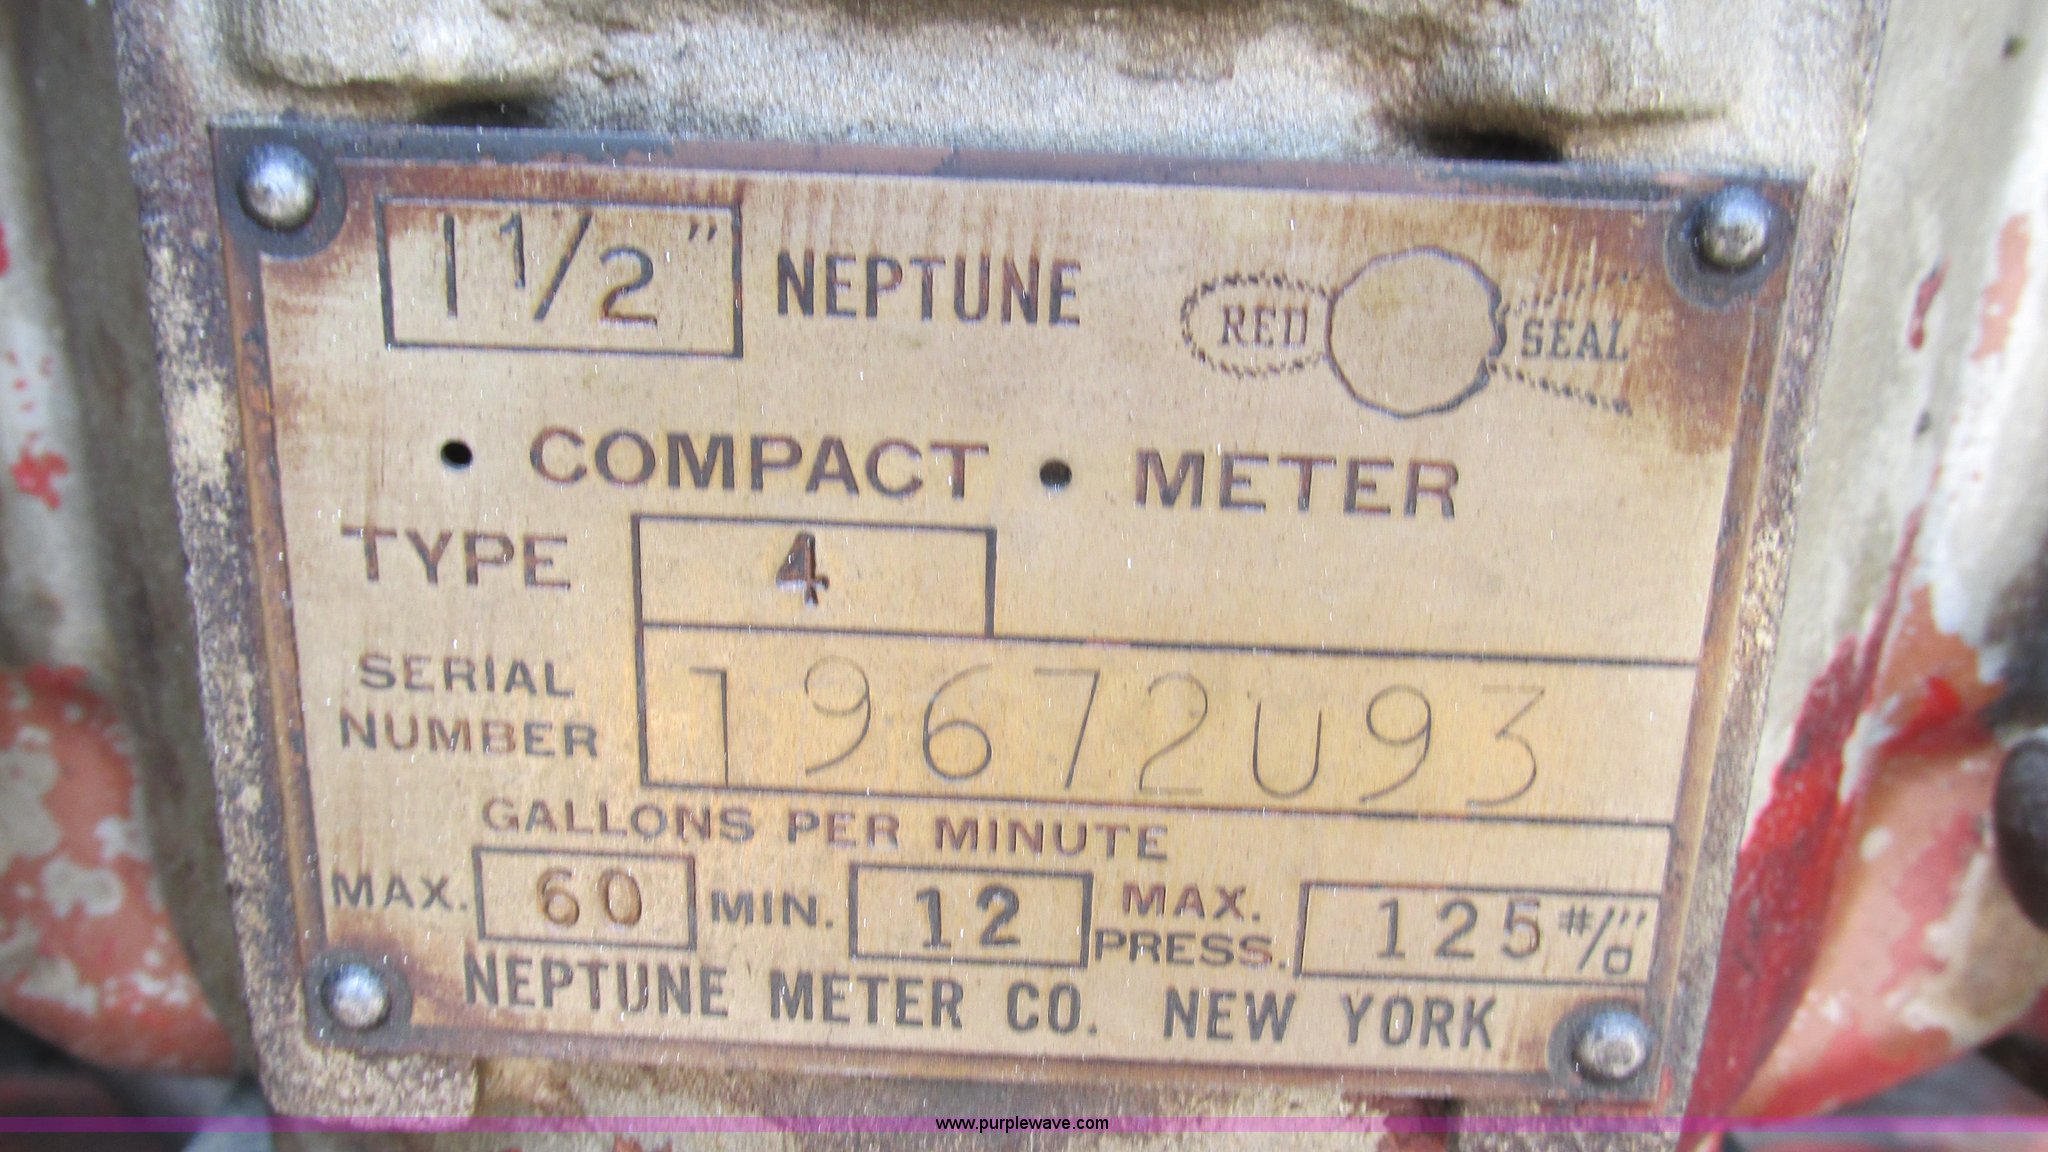 1 1/2" NEPTUNE RED SEAL
• COMPACT • METER
TYPE 4
SERIAL NUMBER 19672U93
GALLONS PER MINUTE
MAX. 60 MIN. 12 MAX. PRESS. 125 #/□"
NEPTUNE METER CO. NEW YORK
www.purplewave.com